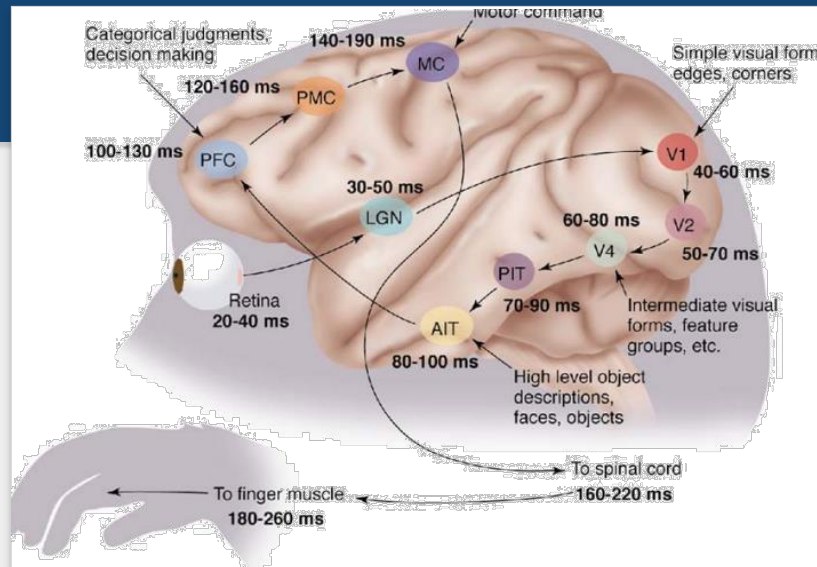 Motor command
Categorical judgments,
decision making
140-190 ms
MC
Simple visual form
edges, corners
120-160 ms
PMC
100-130 ms
PFC
V1
40-60 ms
30-50 ms
LGN
60-80 ms
V2
V4
50-70 ms
PIT
Retina
20-40 ms
70-90 ms
Intermediate visual
forms, feature
groups, etc.
AIT
80-100 ms
High level object
descriptions,
faces, objects
To spinal cord
160-220 ms
To finger muscle
180-260 ms